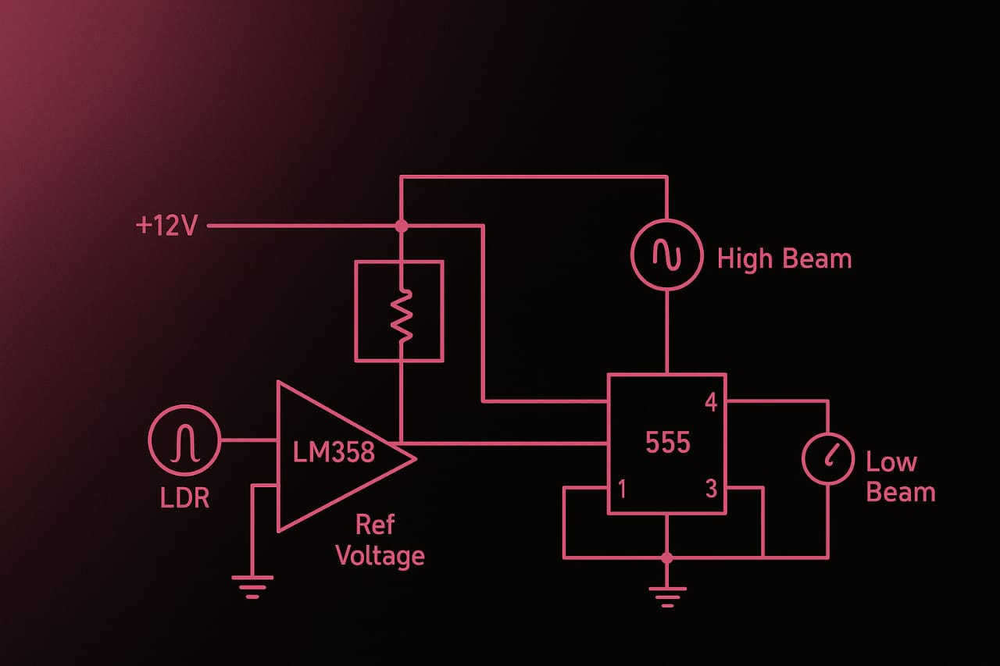 +12V
High Beam
4
LM358
555
Low
Beam
1
3
LDR
Ref
Voltage